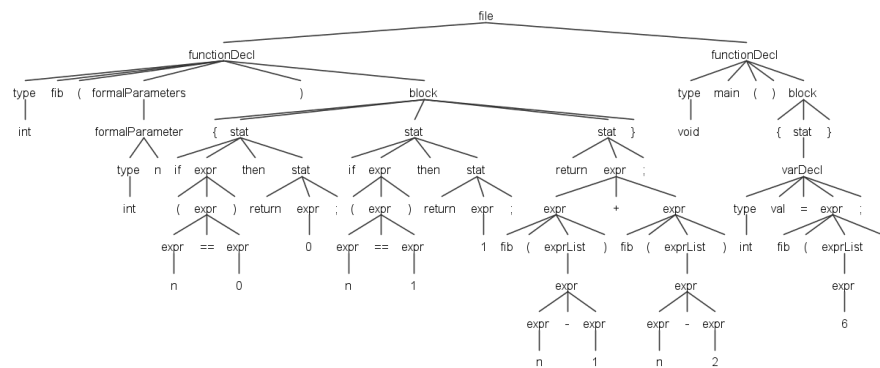 file
functionDecl functionDecl
type fib ( formalParameters ) block type main ( ) block
int formalParameter { stat stat stat } void { stat }
type n if expr then stat if expr then stat return expr ; varDecl
int ( expr ) return expr ; ( expr ) return expr ; expr + expr type val = expr ;
expr == expr 0 expr == expr 1 fib ( exprList ) fib ( exprList ) int fib ( exprList
n 0 n 1 expr expr expr
expr - expr expr - expr 6
n 1 n 2